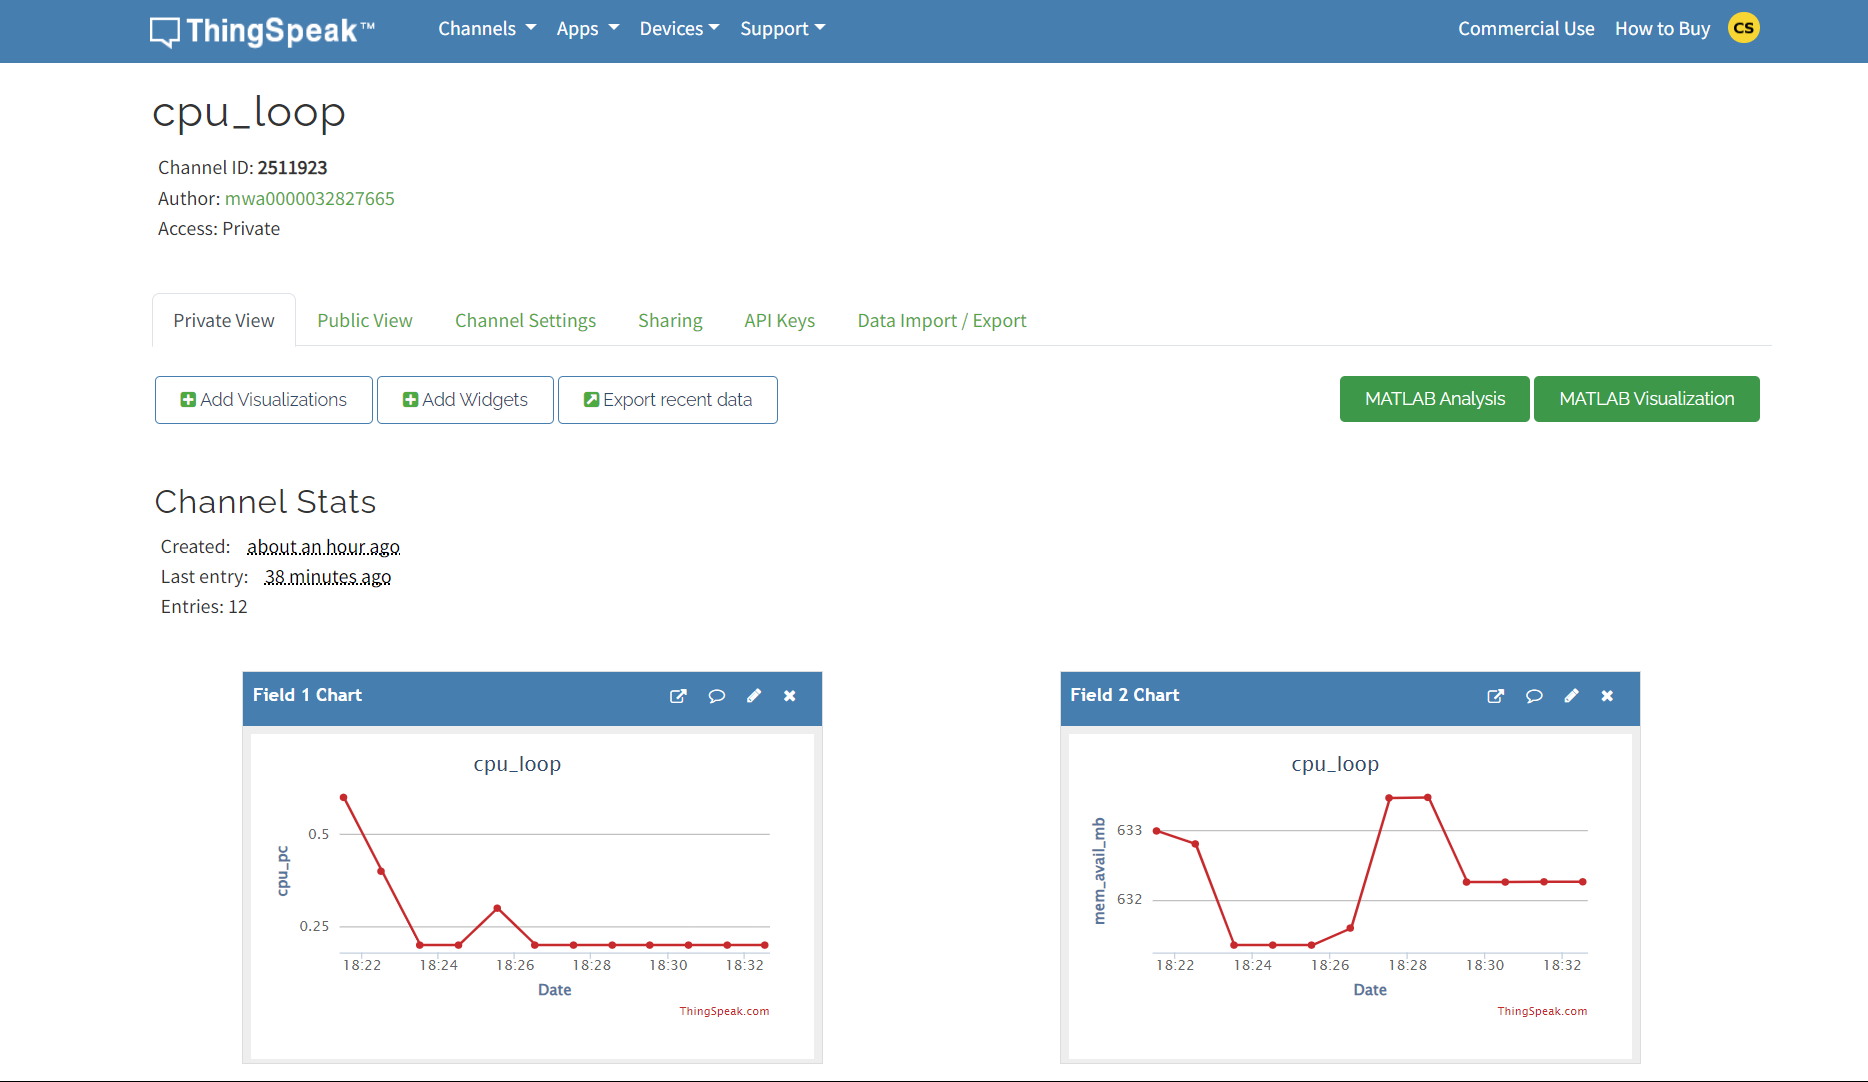 ThingSpeak™ Channels Apps Devices Support Commercial Use How to Buy CS
cpu_loop
Channel ID: 2511923
Author: mwa0000032827665
Access: Private
Private View Public View Channel Settings Sharing API Keys Data Import / Export
Add Visualizations Add Widgets Export recent data MATLAB Analysis MATLAB Visualization
Channel Stats
Created: about an hour ago
Last entry: 38 minutes ago
Entries: 12
Field 1 Chart
cpu_loop
cpu_pc
0.5
0.25
18:22 18:24 18:26 18:28 18:30 18:32
Date
ThingSpeak.com
Field 2 Chart
cpu_loop
mem_avail_mb
633
632
18:22 18:24 18:26 18:28 18:30 18:32
Date
ThingSpeak.com